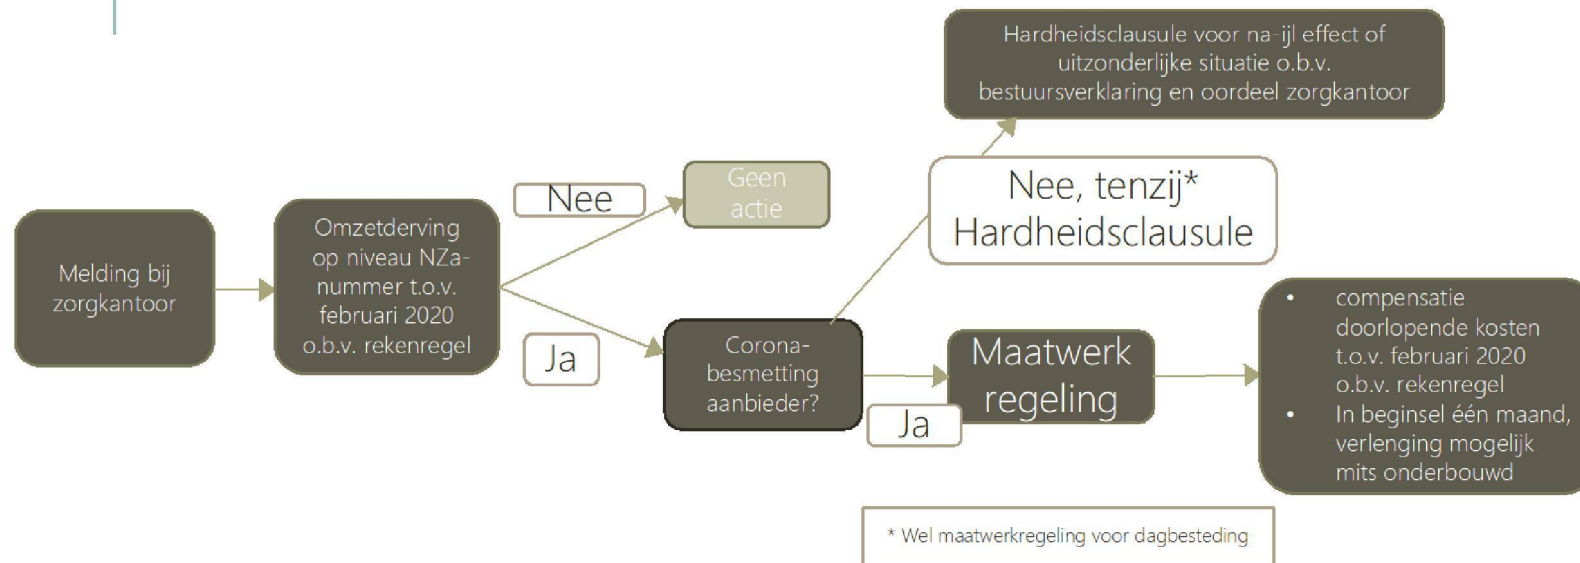 Melding bij
zorgkantoor
Omzetderving
op niveau NZa-
nummer t.o.v.
februari 2020
o.b.v. rekenregel
Nee
Geen
actie
Ja
Corona-
besmetting
aanbieder?
Nee, tenzij*
Hardheidsclausule
Hardheidsclausule voor na-ijl effect of
uitzonderlijke situatie o.b.v.
bestuursverklaring en oordeel zorgkantoor
Ja
Maatwerk
regeling
• compensatie
doorlopende kosten
t.o.v. februari 2020
o.b.v. rekenregel
• In beginsel één maand,
verlenging mogelijk
mits onderbouwd
* Wel maatwerkregeling voor dagbesteding